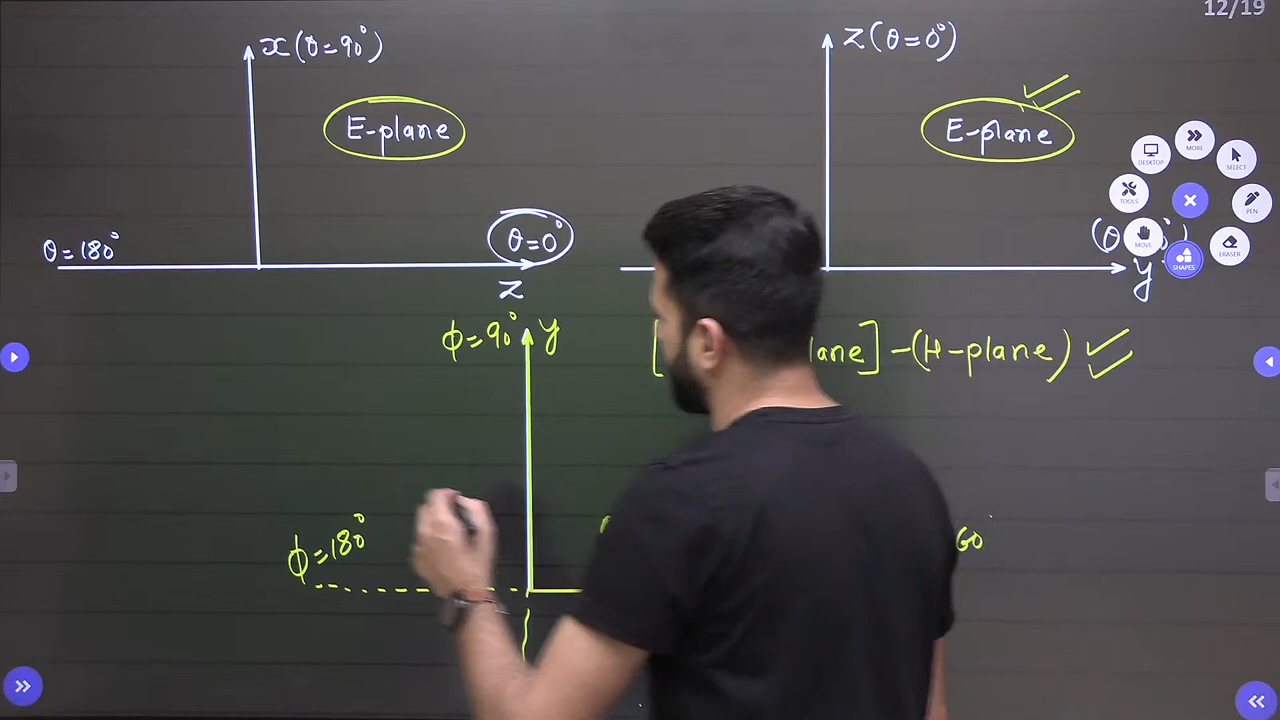 12/19
x(θ=90°)
E-plane
θ=180°
θ=0°
z
z(θ=0°)
E-plane
(θ
y
MORE
DESKTOP
SELECT
TOOLS
PEN
MOVE
ERASER
SHAPES
ϕ=90° y
[ lane] -(H-plane)
ϕ=180°
60°